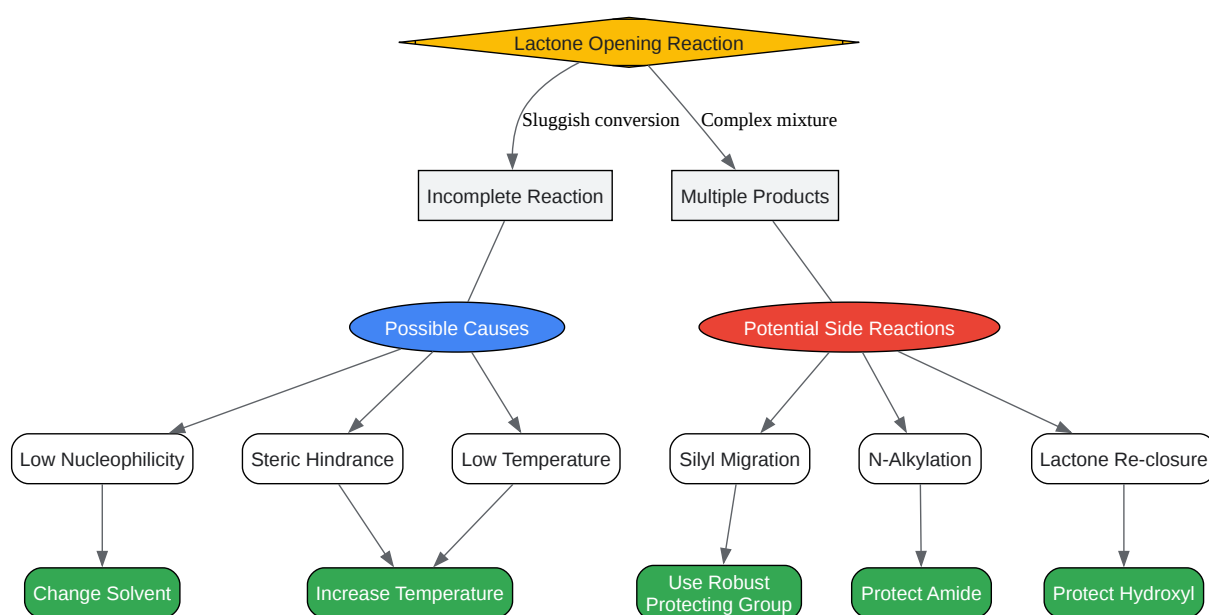 Lactone Opening Reaction
Sluggish conversion
Complex mixture
Incomplete Reaction
Multiple Products
Possible Causes
Potential Side Reactions
Low Nucleophilicity
Steric Hindrance
Low Temperature
Silyl Migration
N-Alkylation
Lactone Re-closure
Change Solvent
Increase Temperature
Use Robust
Protecting Group
Protect Amide
Protect Hydroxyl